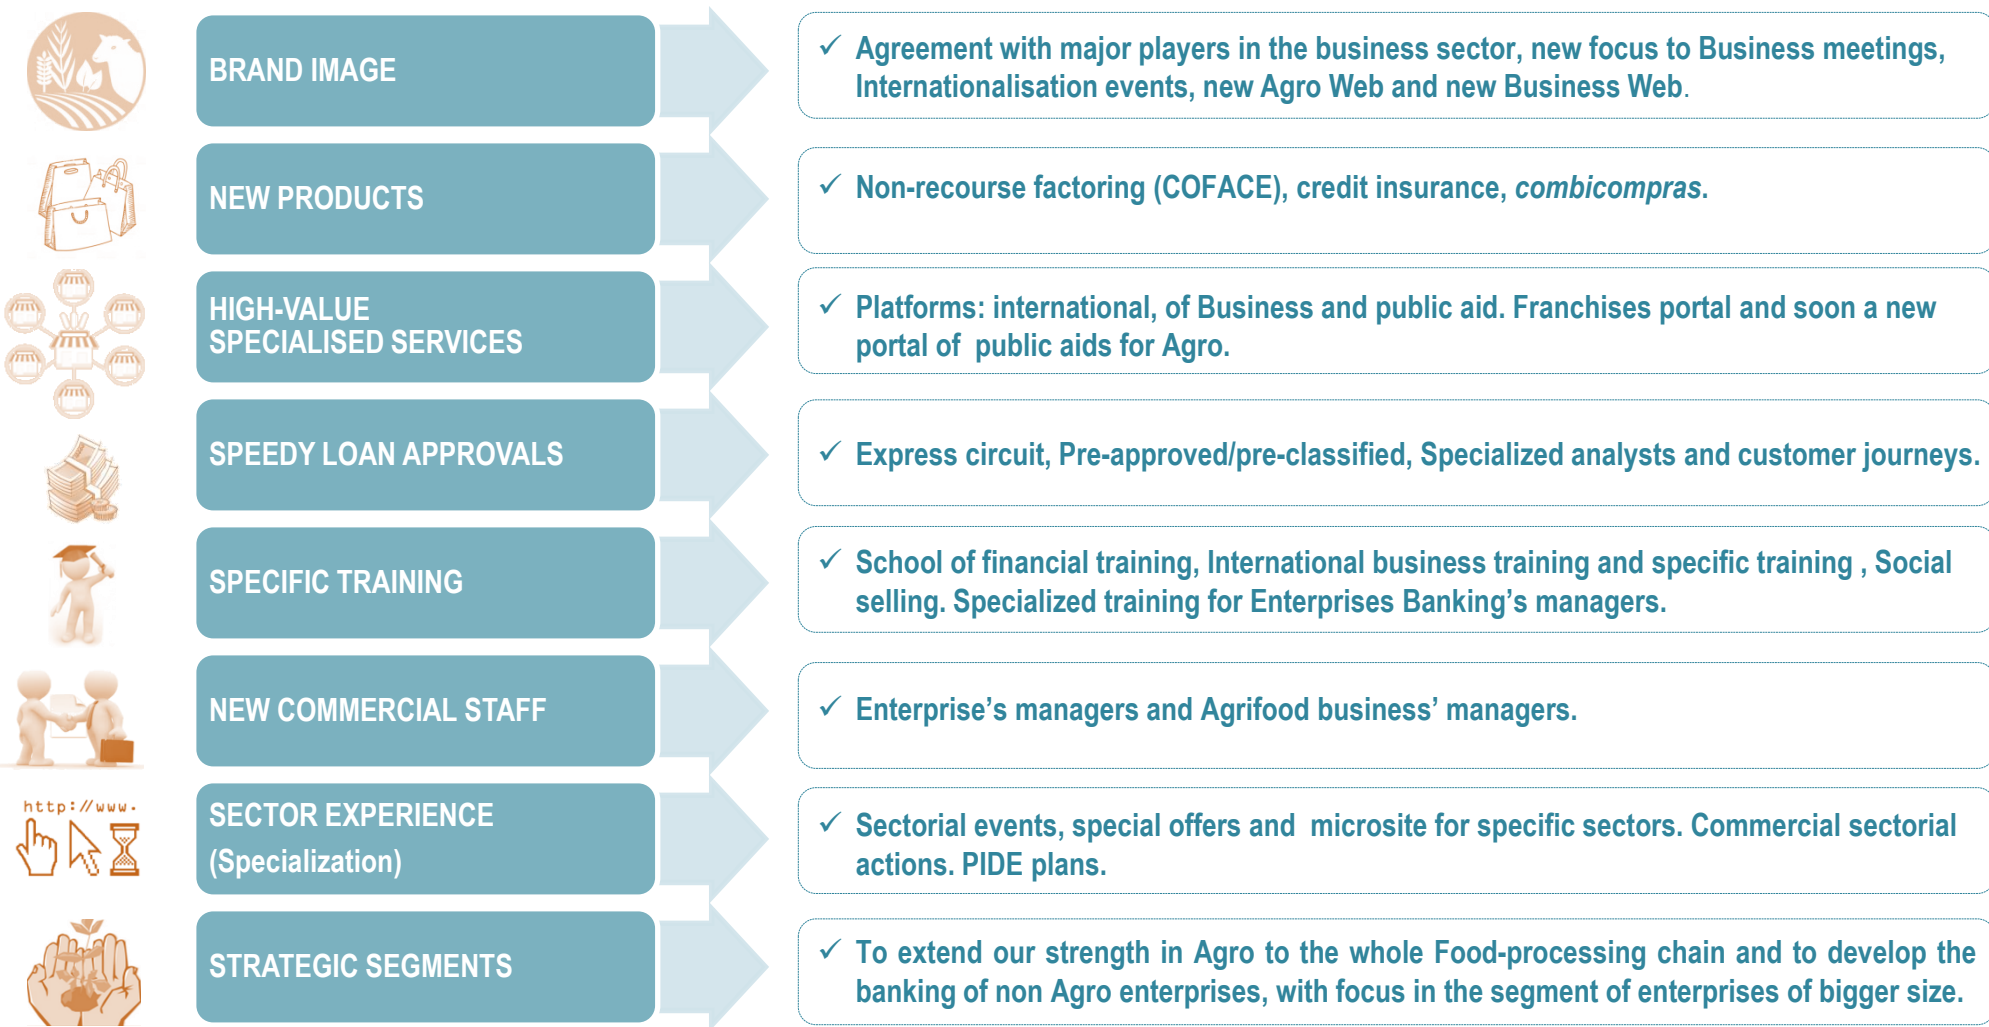 BRAND IMAGE
✓ Agreement with major players in the business sector, new focus to Business meetings,
Internationalisation events, new Agro Web and new Business Web.
NEW PRODUCTS
✓ Non-recourse factoring (COFACE), credit insurance, combicompras.
HIGH-VALUE
SPECIALISED SERVICES
✓ Platforms: international, of Business and public aid. Franchises portal and soon a new
portal of public aids for Agro.
SPEEDY LOAN APPROVALS
✓ Express circuit, Pre-approved/pre-classified, Specialized analysts and customer journeys.
SPECIFIC TRAINING
✓ School of financial training, International business training and specific training , Social
selling. Specialized training for Enterprises Banking’s managers.
NEW COMMERCIAL STAFF
✓ Enterprise’s managers and Agrifood business’ managers.
http://www.
SECTOR EXPERIENCE
(Specialization)
✓ Sectorial events, special offers and microsite for specific sectors. Commercial sectorial
actions. PIDE plans.
STRATEGIC SEGMENTS
✓ To extend our strength in Agro to the whole Food-processing chain and to develop the
banking of non Agro enterprises, with focus in the segment of enterprises of bigger size.